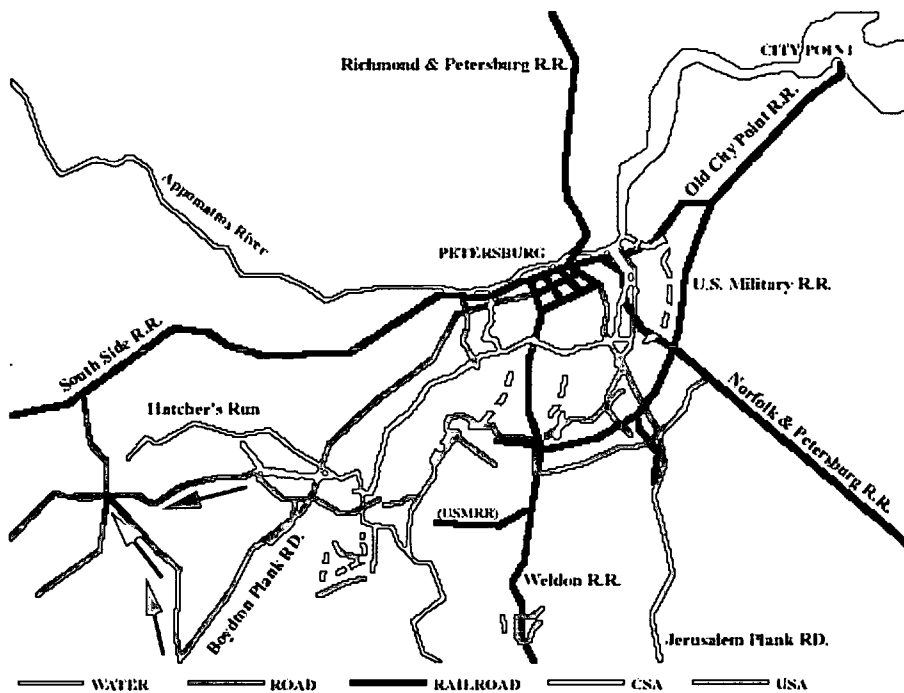 CITY POINT
Richmond & Petersburg R.R.
Old City Point R.R.
Appomattox River
PETERSBURG
U.S. Military R.R.
South Side R.R.
Hatcher's Run
Norfolk & Petersburg R.R.
(USMRR)
Boydton Plank RD.
Weldon R.R.
Jerusalem Plank RD.
WATER ROAD RAILROAD CSA USA